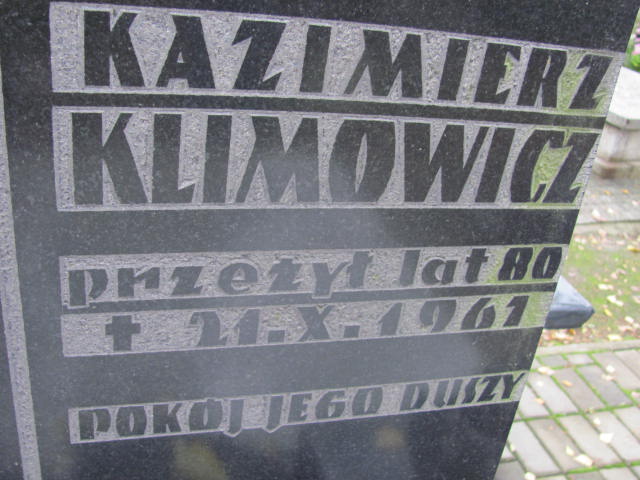 KAZIMIERZ
KLIMOWICZ
przeżył lat 80
✝ 21.X.1961
POKÓJ JEGO DUSZY